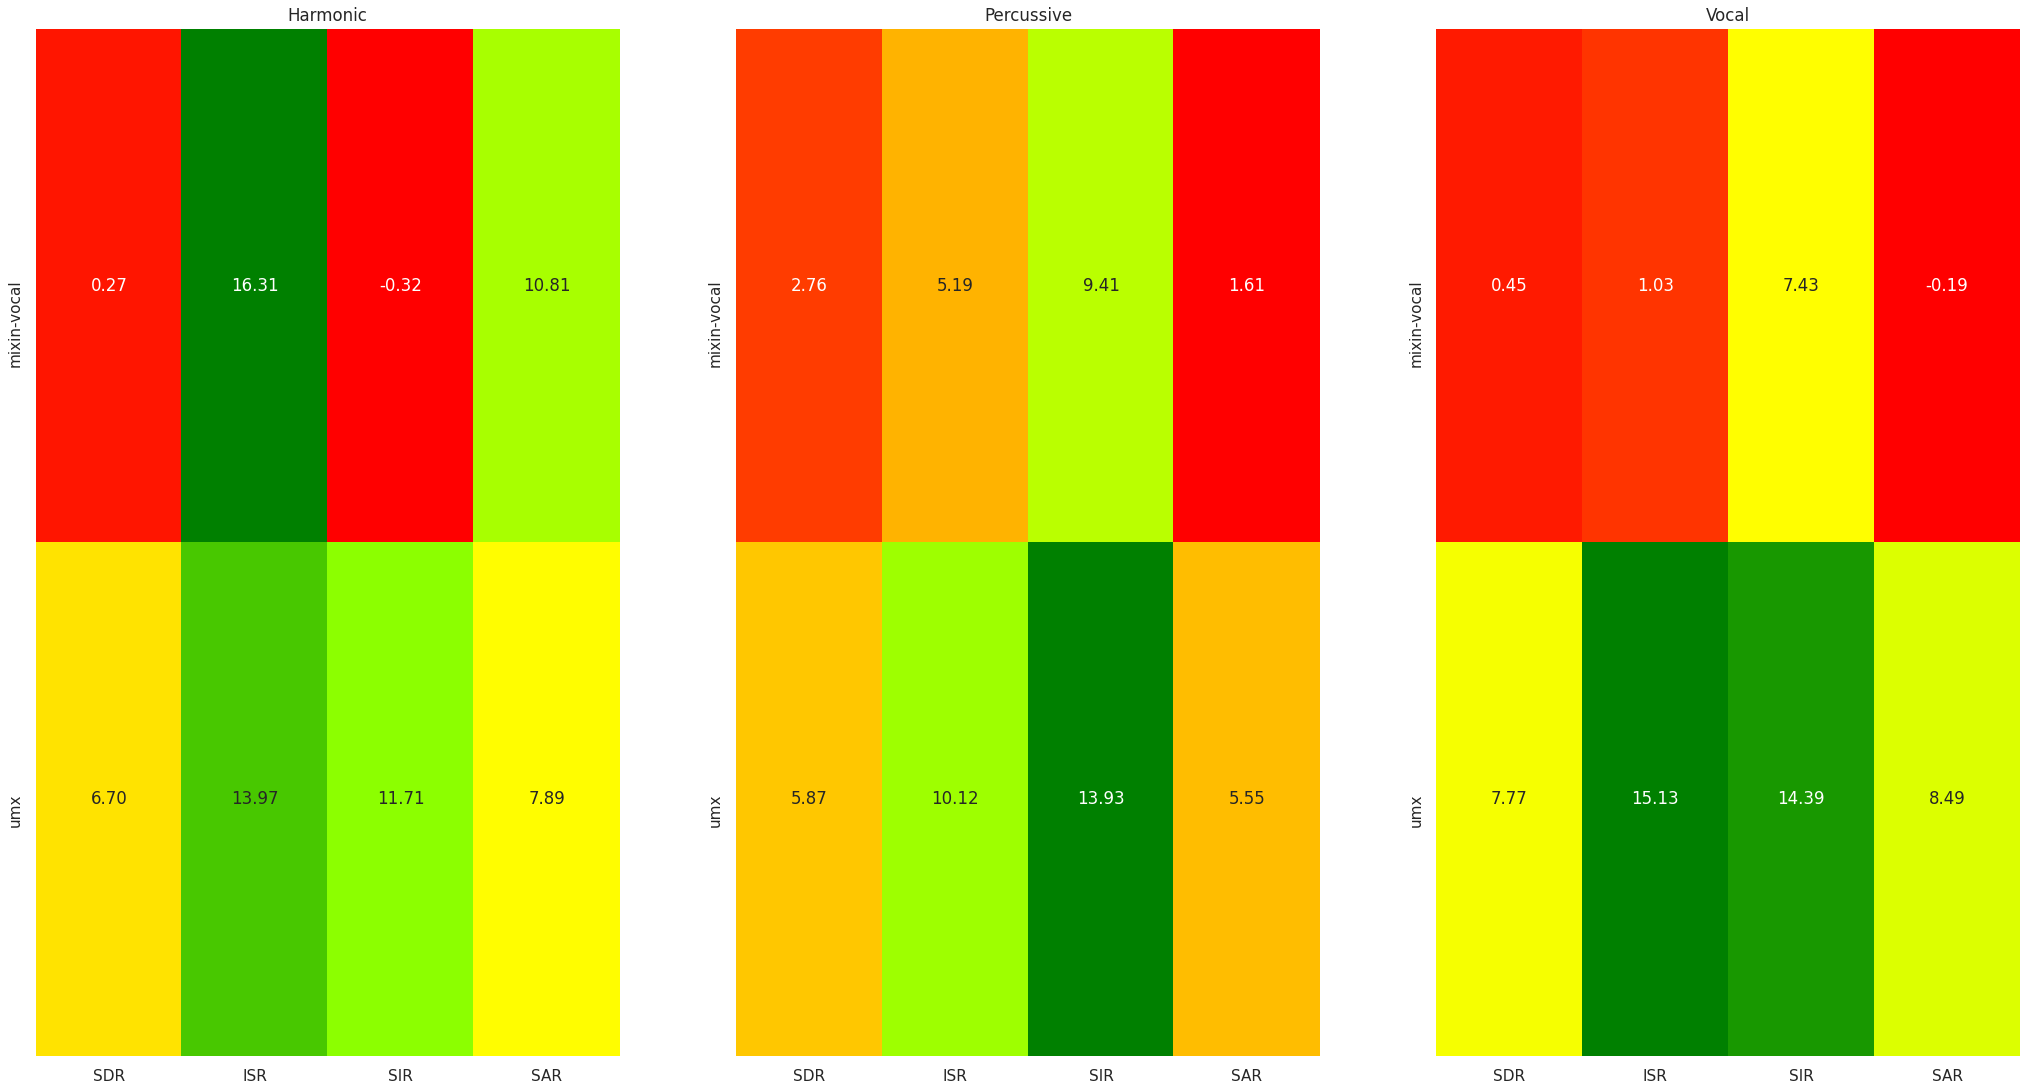 Harmonic
Percussive
Vocal
mixin-vocal
0.27 16.31 -0.32 10.81
mixin-vocal
2.76 5.19 9.41 1.61
mixin-vocal
0.45 1.03 7.43 -0.19
umx
6.70 13.97 11.71 7.89
umx
5.87 10.12 13.93 5.55
umx
7.77 15.13 14.39 8.49
SDR ISR SIR SAR
SDR ISR SIR SAR
SDR ISR SIR SAR